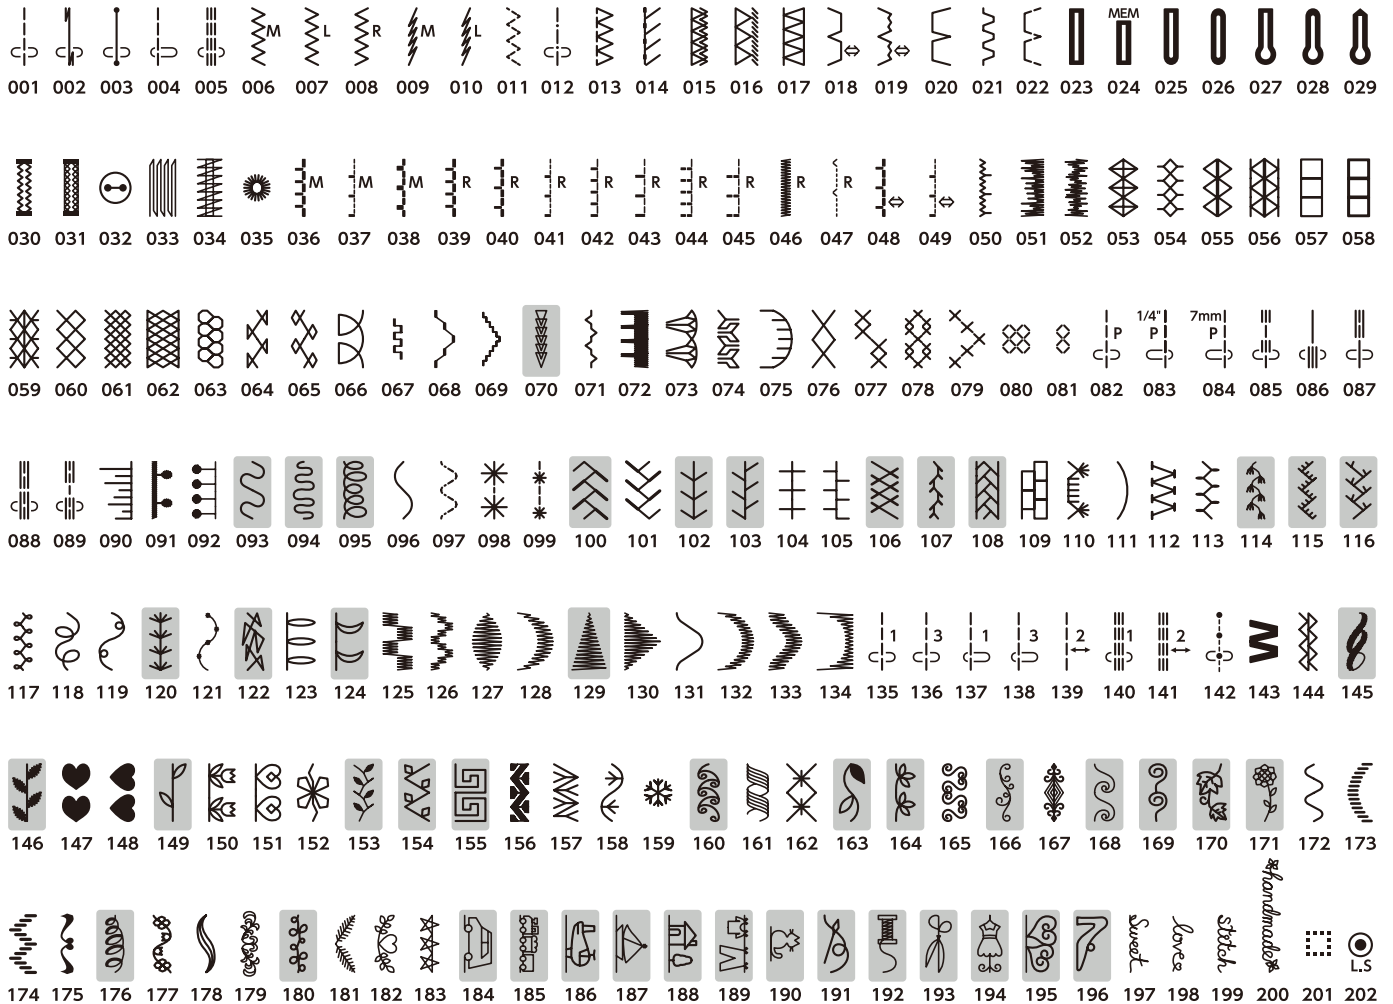 MEM
M L R M L
001 002 003 004 005 006 007 008 009 010 011 012 013 014 015 016 017 018 019 020 021 022 023 024 025 026 027 028 029
M M M R R R R R R R R R
030 031 032 033 034 035 036 037 038 039 040 041 042 043 044 045 046 047 048 049 050 051 052 053 054 055 056 057 058
1/4" 7mm
P P P
059 060 061 062 063 064 065 066 067 068 069 070 071 072 073 074 075 076 077 078 079 080 081 082 083 084 085 086 087
088 089 090 091 092 093 094 095 096 097 098 099 100 101 102 103 104 105 106 107 108 109 110 111 112 113 114 115 116
1 3 1 3 2 1 2
117 118 119 120 121 122 123 124 125 126 127 128 129 130 131 132 133 134 135 136 137 138 139 140 141 142 143 144 145
146 147 148 149 150 151 152 153 154 155 156 157 158 159 160 161 162 163 164 165 166 167 168 169 170 171 172 173
Sweet love stitch *handmade*
L.S
174 175 176 177 178 179 180 181 182 183 184 185 186 187 188 189 190 191 192 193 194 195 196 197 198 199 200 201 202